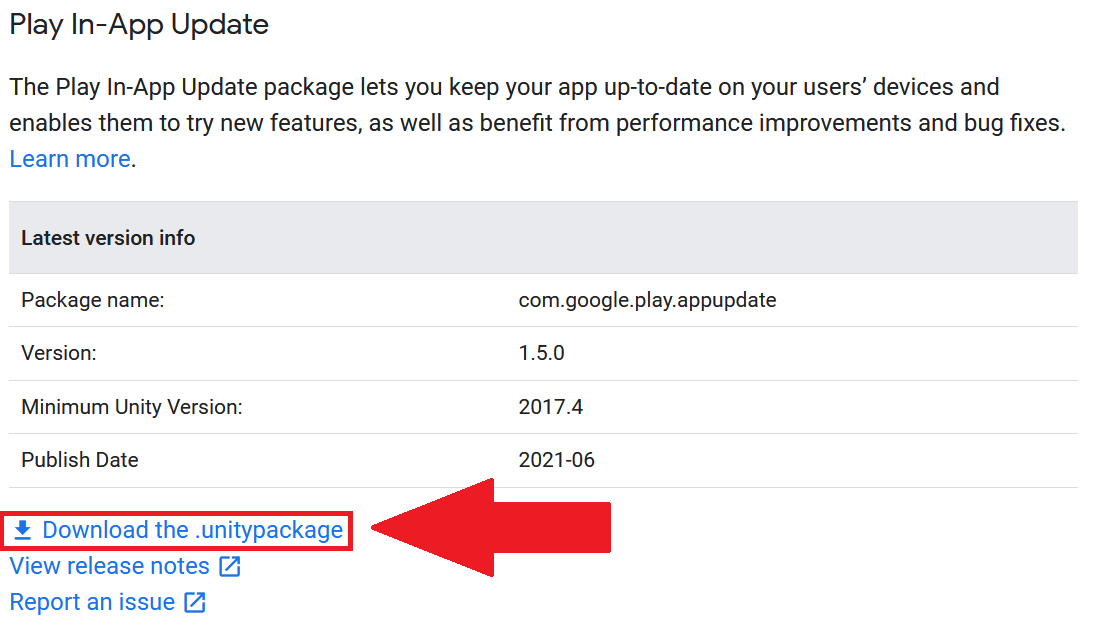 Play In-App Update
The Play In-App Update package lets you keep your app up-to-date on your users’ devices and
enables them to try new features, as well as benefit from performance improvements and bug fixes.
Learn more.
Latest version info
Package name: com.google.play.appupdate
Version: 1.5.0
Minimum Unity Version: 2017.4
Publish Date 2021-06
Download the .unitypackage
View release notes
Report an issue